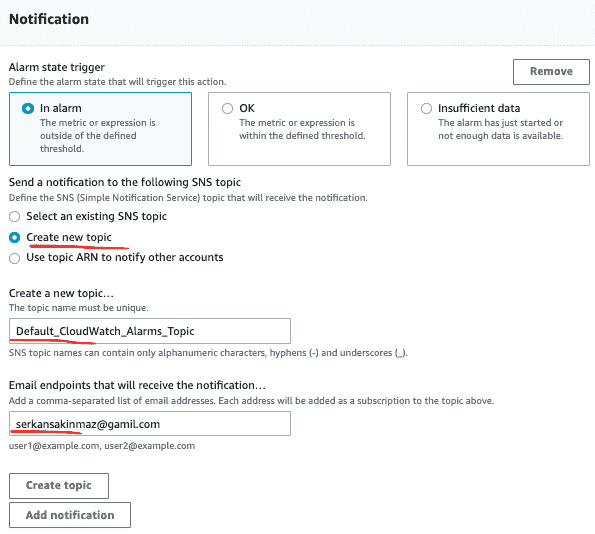 Notification
Alarm state trigger
Define the alarm state that will trigger this action.
Remove
In alarm
The metric or expression is
outside of the defined
threshold.
OK
The metric or expression is
within the defined threshold.
Insufficient data
The alarm has just started or
not enough data is available.
Send a notification to the following SNS topic
Define the SNS (Simple Notification Service) topic that will receive the notification.
Select an existing SNS topic
Create new topic
Use topic ARN to notify other accounts
Create a new topic…
The topic name must be unique.
Default_CloudWatch_Alarms_Topic
SNS topic names can contain only alphanumeric characters, hyphens (-) and underscores (_).
Email endpoints that will receive the notification…
Add a comma-separated list of email addresses. Each address will be added as a subscription to the topic above.
serkansakinmaz@gamil.com
user1@example.com, user2@example.com
Create topic
Add notification